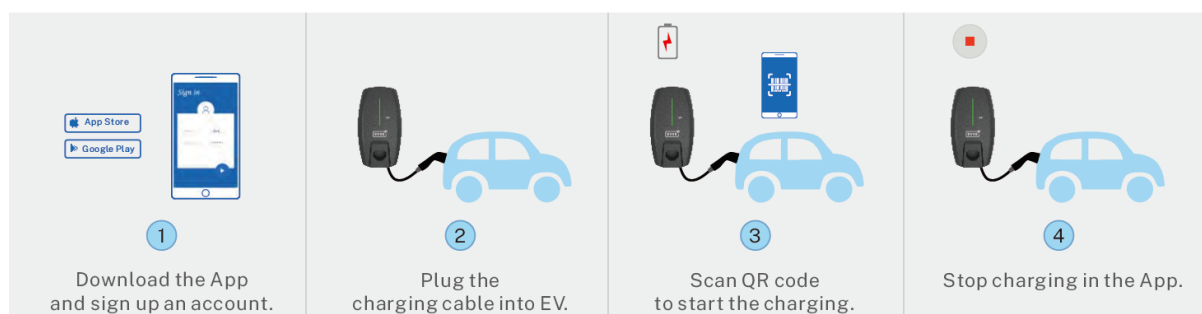 Sign in
App Store
Google Play
1
Download the App
and sign up an account.
2
Plug the
charging cable into EV.
3
Scan QR code
to start the charging.
4
Stop charging in the App.